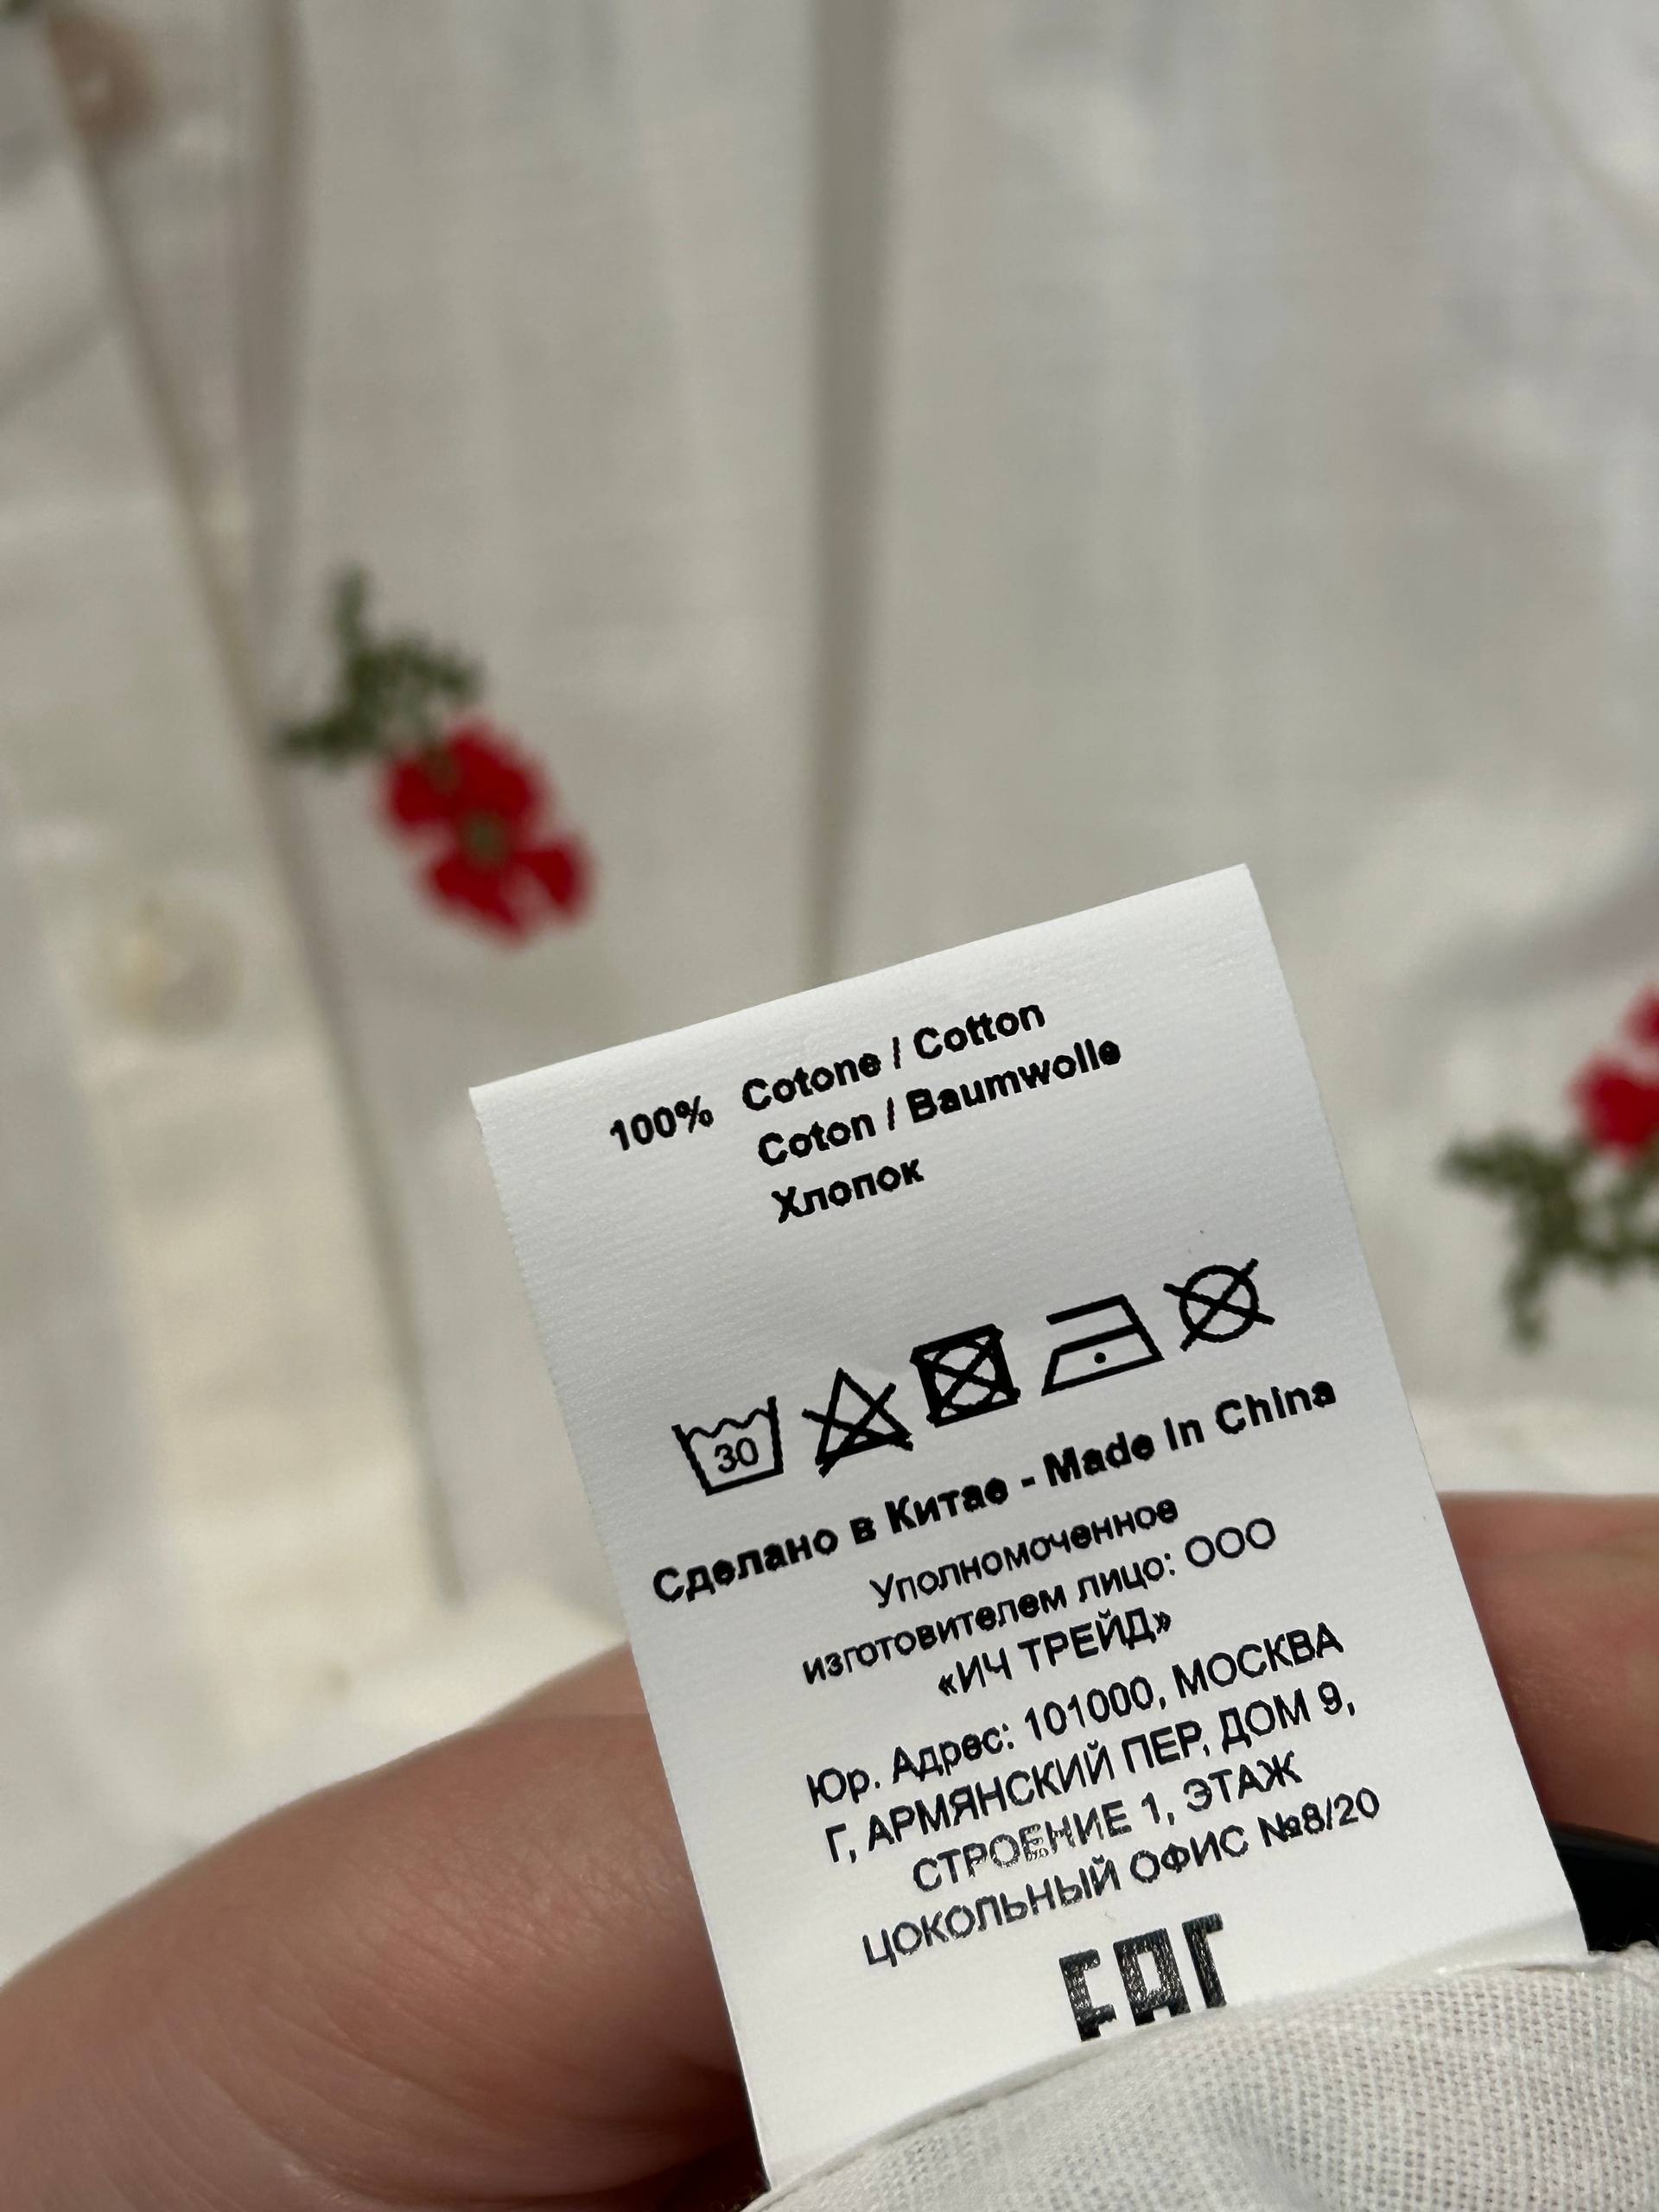 100% Cotone / Cotton
Coton / Baumwolle
Хлопок
30
Сделано в Китае - Made in China
Уполномоченное
изготовителем лицо: ООО
«ИЧ ТРЕЙД»
Юр. Адрес: 101000, МОСКВА
Г, АРМЯНСКИЙ ПЕР, ДОМ 9,
СТРОЕНИЕ 1, ЭТАЖ
ЦОКОЛЬНЫЙ ОФИС №8/20
EAC